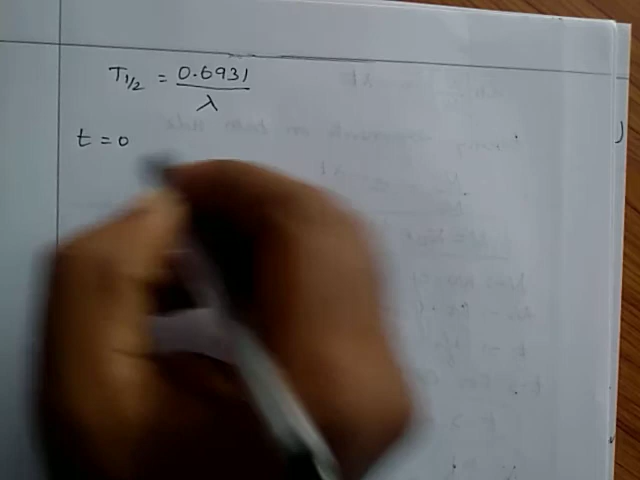 T1/2 = 0.6931/λ
t = 0